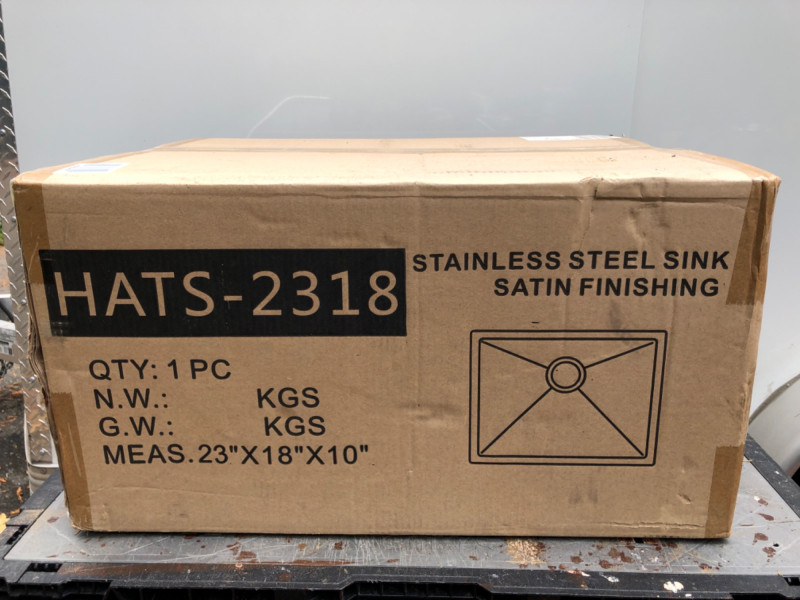 HATS-2318
STAINLESS STEEL SINK
SATIN FINISHING
QTY: 1 PC
N.W.: KGS
G.W.: KGS
MEAS. 23"X18"X10"